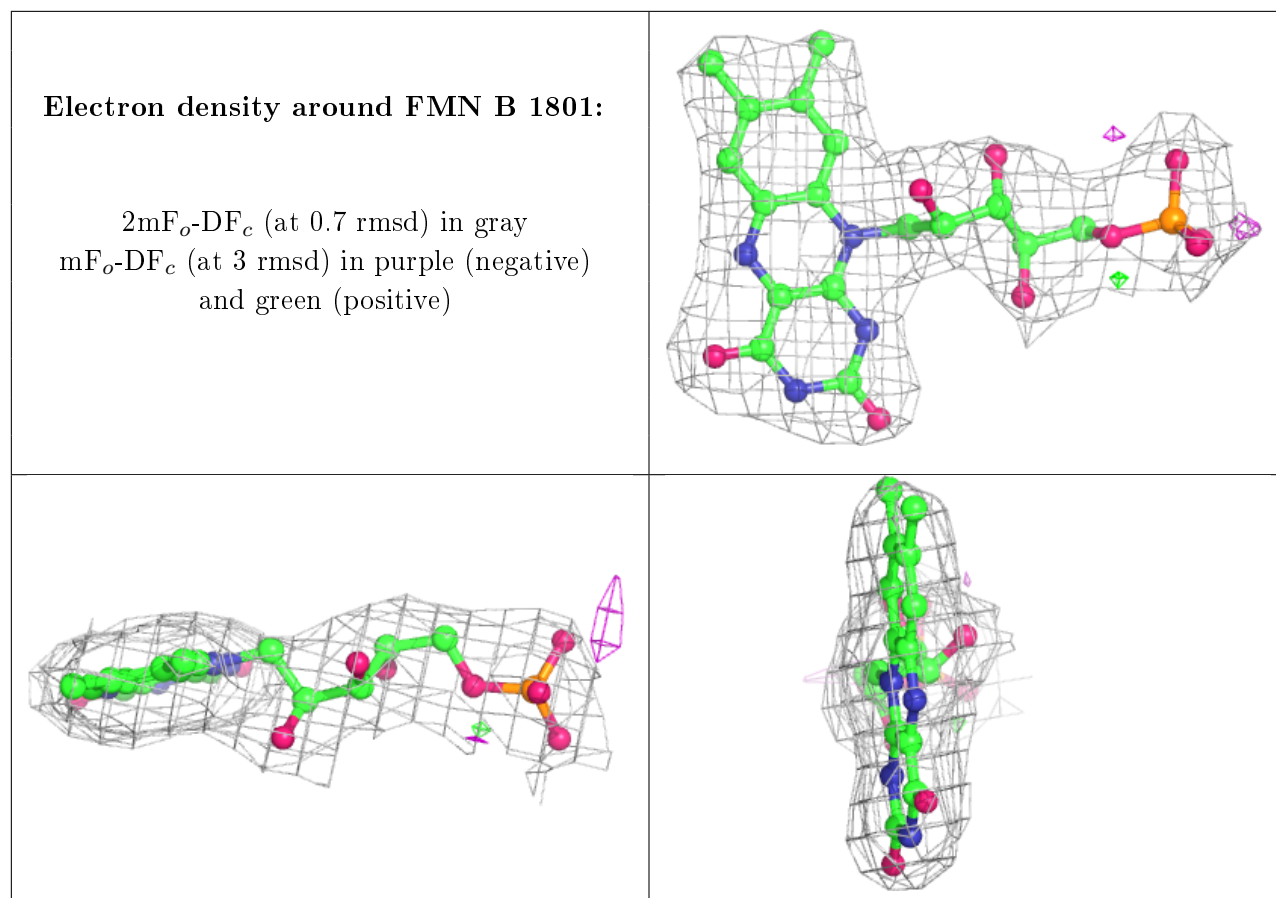 Electron density around FMN B 1801:
2mFo-DFc (at 0.7 rmsd) in gray
mFo-DFc (at 3 rmsd) in purple (negative)
and green (positive)